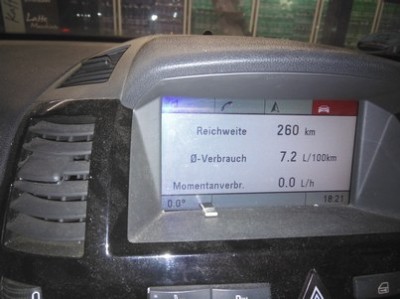 Reichweite 260 km
Ø-Verbrauch 7.2 L/100km
Momentanverbr. 0.0 L/h
0.0° 18:21